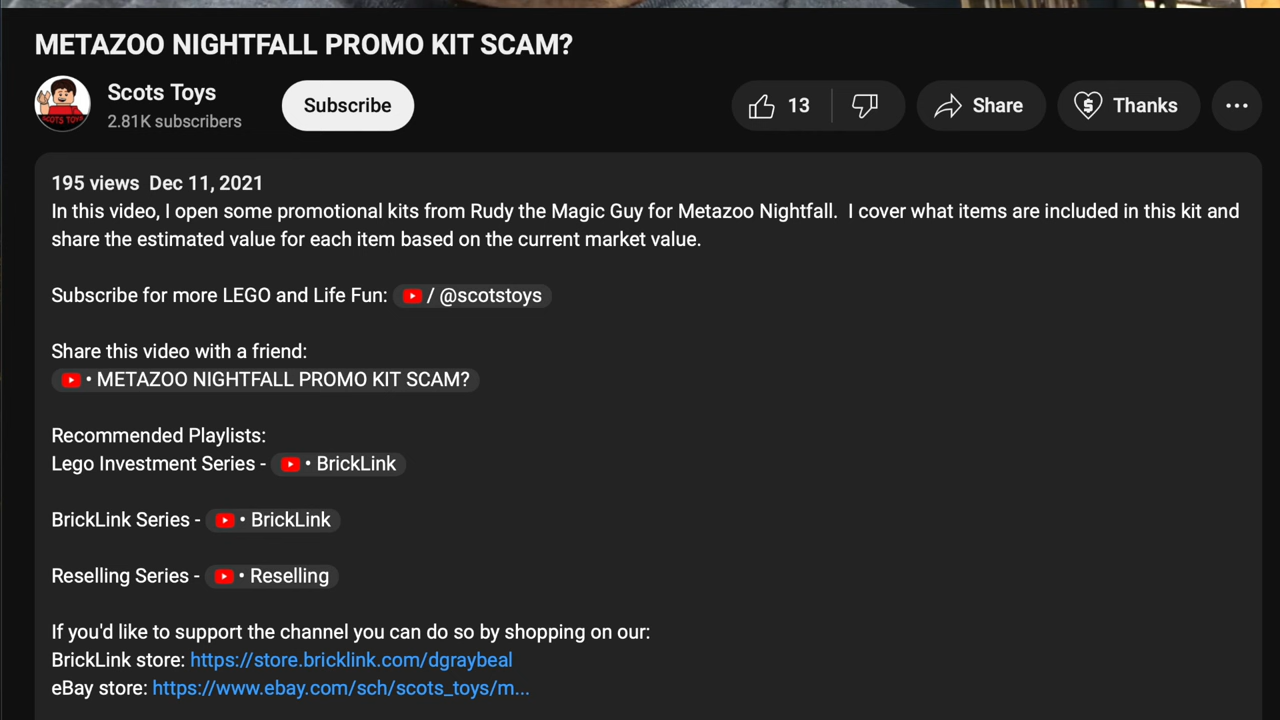 METAZOO NIGHTFALL PROMO KIT SCAM?
Scots Toys
2.81K subscribers
Subscribe
13
Share
Thanks
SCOTS TOYS
195 views Dec 11, 2021
In this video, I open some promotional kits from Rudy the Magic Guy for Metazoo Nightfall. I cover what items are included in this kit and
share the estimated value for each item based on the current market value.
Subscribe for more LEGO and Life Fun: / @scotstoys
Share this video with a friend:
• METAZOO NIGHTFALL PROMO KIT SCAM?
Recommended Playlists:
Lego Investment Series - • BrickLink
BrickLink Series - • BrickLink
Reselling Series - • Reselling
If you'd like to support the channel you can do so by shopping on our:
BrickLink store: https://store.bricklink.com/dgraybeal
eBay store: https://www.ebay.com/sch/scots_toys/m...